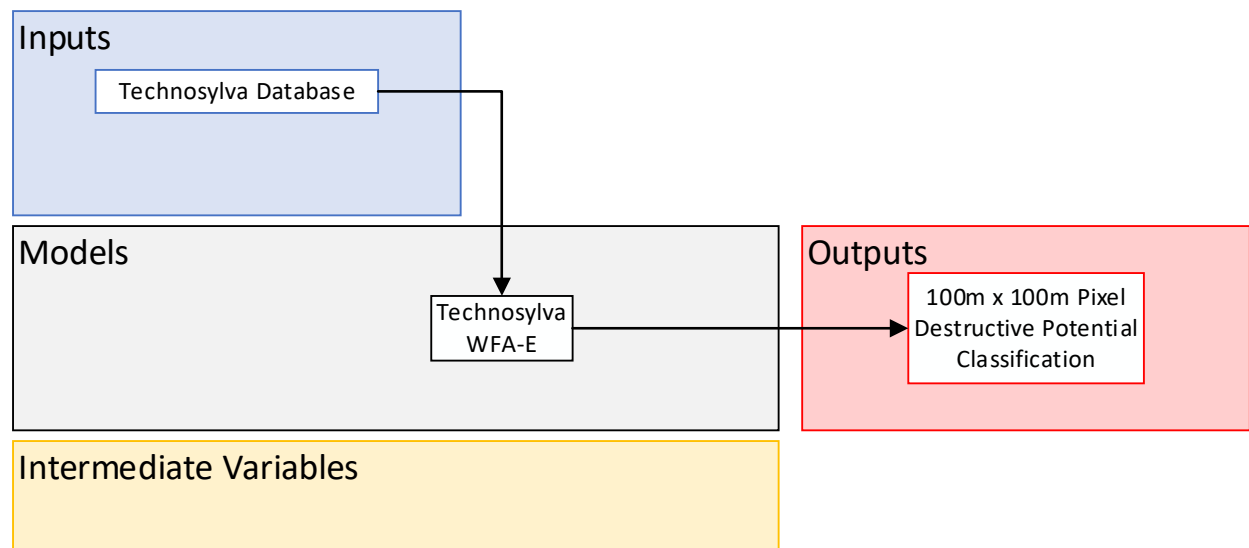 Inputs
Technosylva Database
Models
Technosylva
WFA-E
Outputs
100m x 100m Pixel
Destructive Potential
Classification
Intermediate Variables